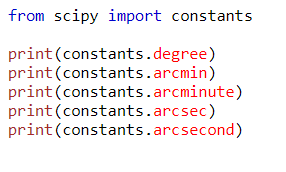 from scipy import constants
print(constants.degree)
print(constants.arcmin)
print(constants.arcminute)
print(constants.arcsec)
print(constants.arcsecond)